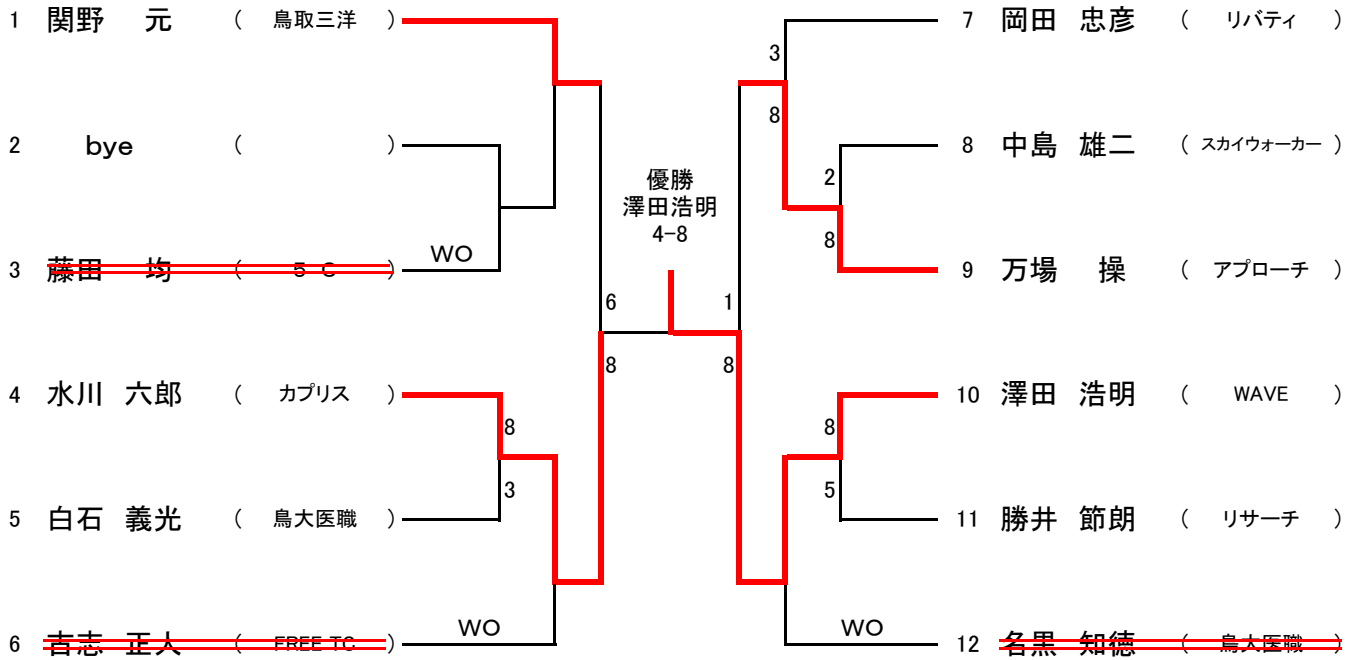 1 関野 元 ( 鳥取三洋 )
2 bye ( )
3 藤田 均 ( 5-C )
WO
4 水川 六郎 ( カプリス )
8
3
5 白石 義光 ( 鳥大医職 )
6 吉志 正人 ( FREE TC )
WO
6
8
優勝
澤田浩明
4-8
1
8
7 岡田 忠彦 ( リバティ )
3
8
8 中島 雄二 ( スカイウォーカー )
2
8
9 万場 操 ( アプローチ )
10 澤田 浩明 ( WAVE )
8
5
11 勝井 節朗 ( リサーチ )
WO
12 名黒 知徳 ( 鳥大医職 )